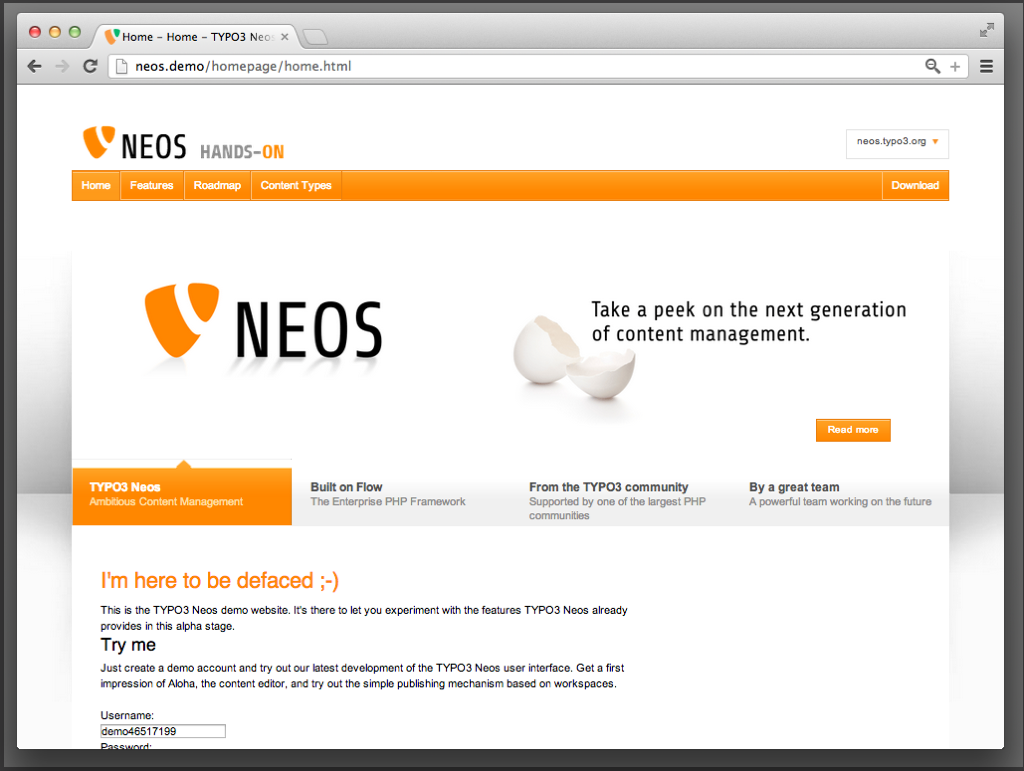 Home – Home – TYPO3 Neos
neos.demo/homepage/home.html
NEOS HANDS-ON
neos.typo3.org
Home Features Roadmap Content Types Download
NEOS
Take a peek on the next generation
of content management.
Read more
TYPO3 Neos
Ambitious Content Management
Built on Flow
The Enterprise PHP Framework
From the TYPO3 community
Supported by one of the largest PHP
communities
By a great team
A powerful team working on the future
I'm here to be defaced ;-)
This is the TYPO3 Neos demo website. It's there to let you experiment with the features TYPO3 Neos already
provides in this alpha stage.
Try me
Just create a demo account and try out our latest development of the TYPO3 Neos user interface. Get a first
impression of Aloha, the content editor, and try out the simple publishing mechanism based on workspaces.
Username:
demo46517199
Password: